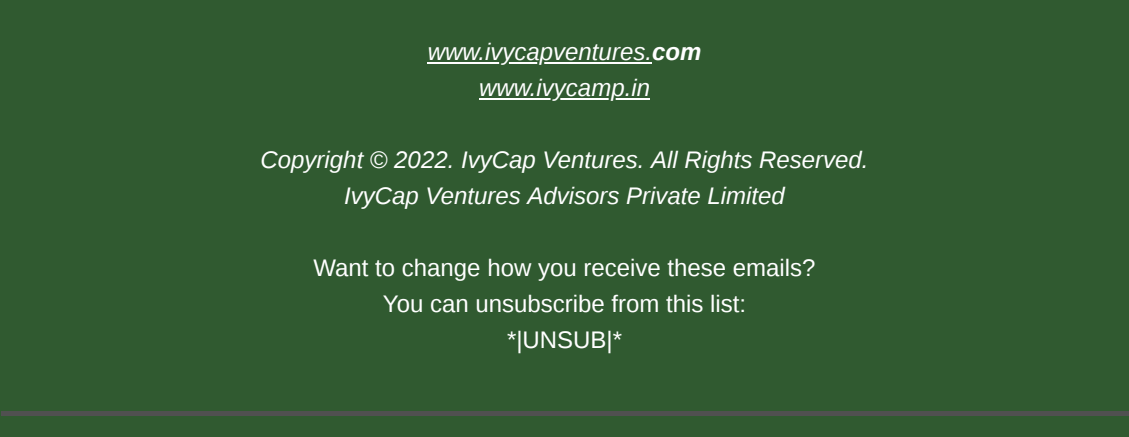 www.ivycapventures.com
www.ivycamp.in
Copyright © 2022. IvyCap Ventures. All Rights Reserved.
IvyCap Ventures Advisors Private Limited
Want to change how you receive these emails?
You can unsubscribe from this list:
*|UNSUB|*